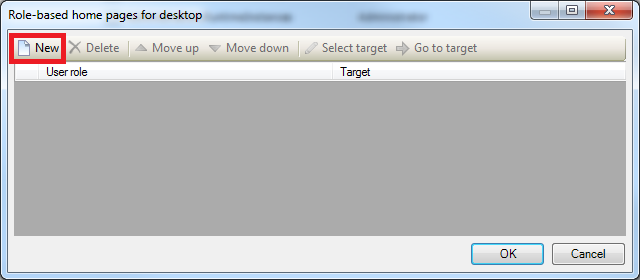 Role-based home pages for desktop
New Delete Move up Move down Select target Go to target
User role Target
OK Cancel